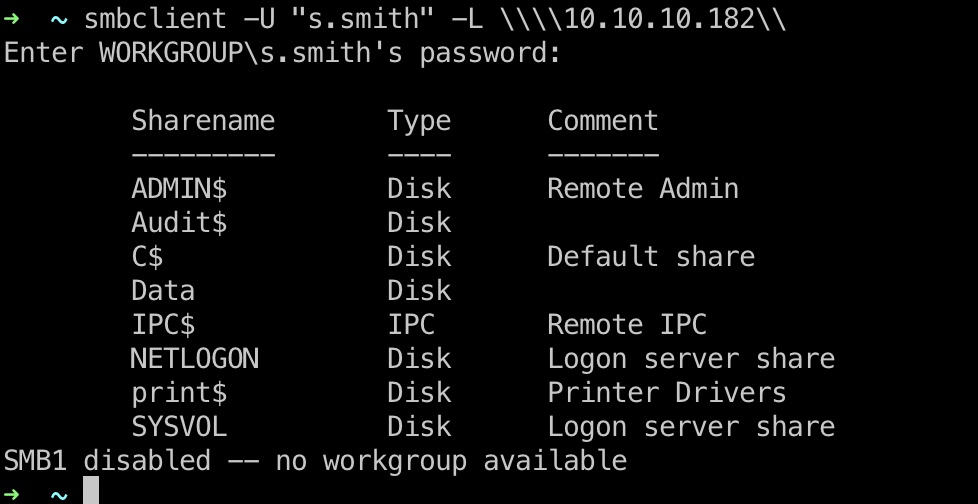 ➜  ~ smbclient -U "s.smith" -L \\\\10.10.10.182\\
Enter WORKGROUP\s.smith's password:
Sharename       Type      Comment
---------       ----      -------
ADMIN$          Disk      Remote Admin
Audit$          Disk
C$              Disk      Default share
Data            Disk
IPC$            IPC       Remote IPC
NETLOGON        Disk      Logon server share
print$          Disk      Printer Drivers
SYSVOL          Disk      Logon server share
SMB1 disabled -- no workgroup available
➜  ~